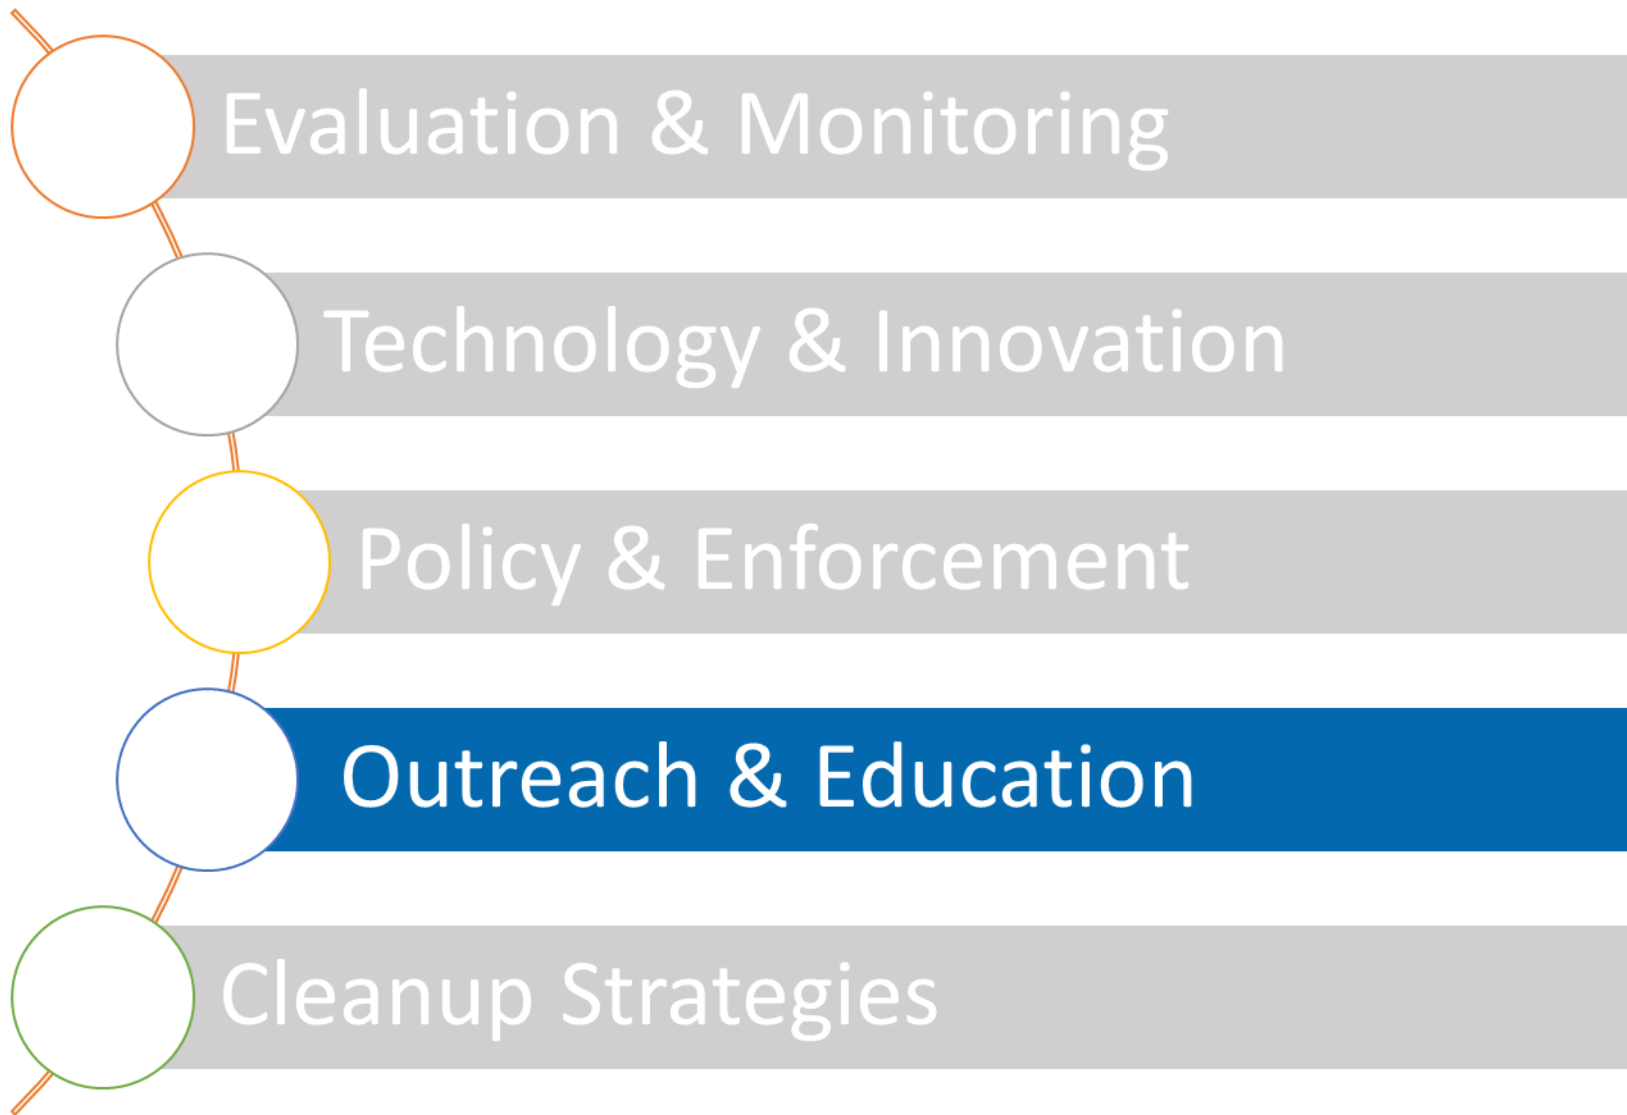 Evaluation & Monitoring
Technology & Innovation
Policy & Enforcement
Outreach & Education
Cleanup Strategies